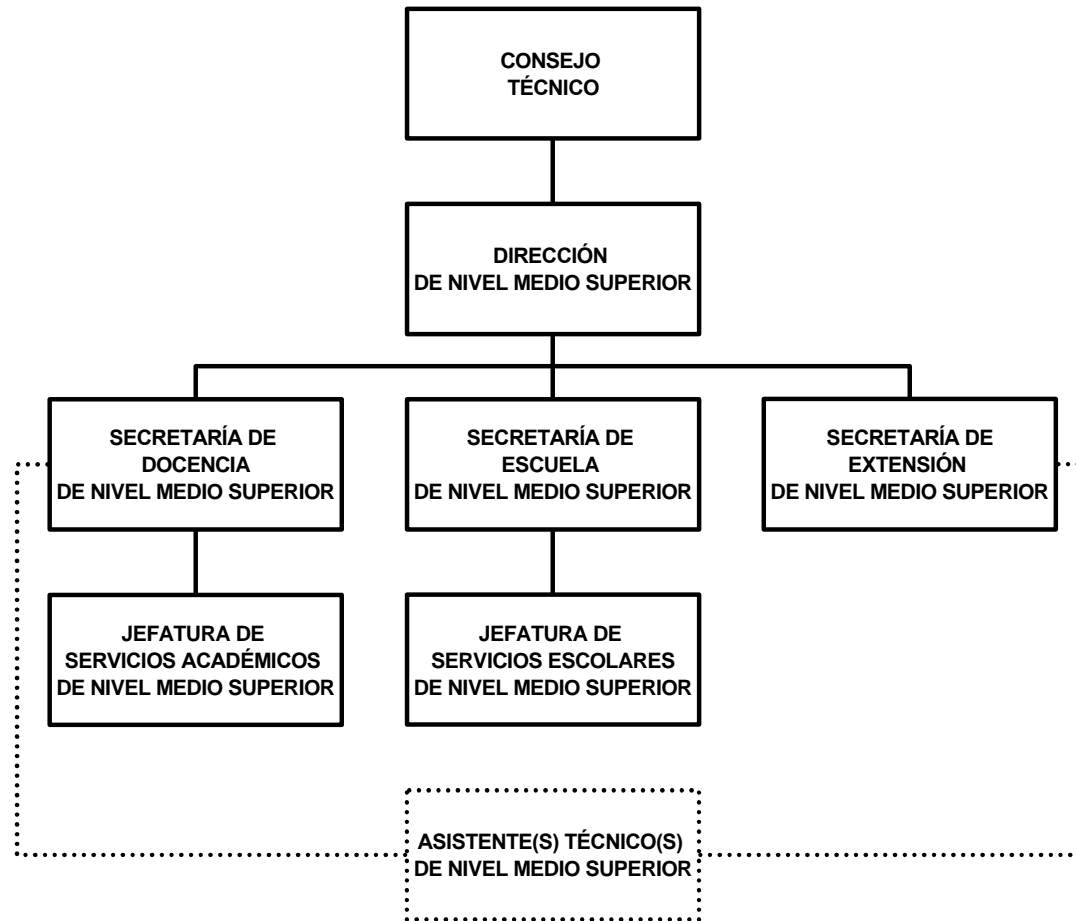 CONSEJO
TÉCNICO
DIRECCIÓN
DE NIVEL MEDIO SUPERIOR
SECRETARÍA DE
DOCENCIA
DE NIVEL MEDIO SUPERIOR
SECRETARÍA DE
ESCUELA
DE NIVEL MEDIO SUPERIOR
SECRETARÍA DE
EXTENSIÓN
DE NIVEL MEDIO SUPERIOR
JEFATURA DE
SERVICIOS ACADÉMICOS
DE NIVEL MEDIO SUPERIOR
JEFATURA DE
SERVICIOS ESCOLARES
DE NIVEL MEDIO SUPERIOR
ASISTENTE(S) TÉCNICO(S)
DE NIVEL MEDIO SUPERIOR